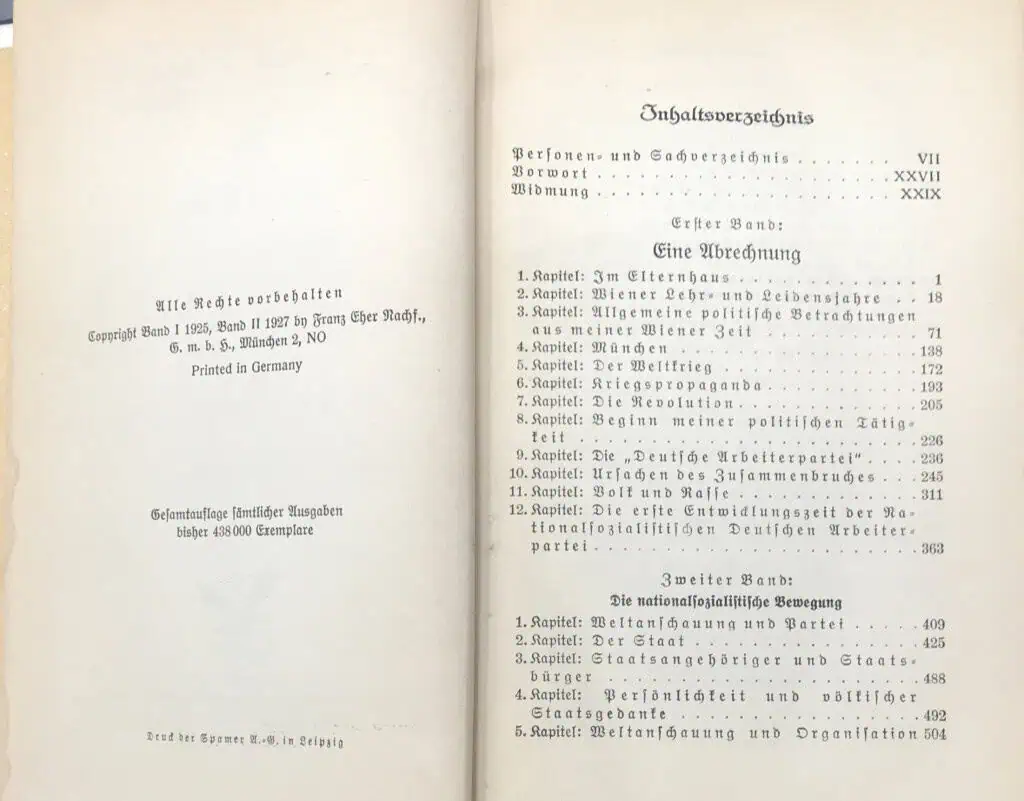 Alle Rechte vorbehalten
Copyright Band I 1925, Band II 1927 by Franz Eher Nachf.,
G. m. b. H., München 2, NO
Printed in Germany
Gesamtauflage sämtlicher Ausgaben
bisher 438 000 Exemplare
Druck der Spamer A.-G. in Leipzig
Inhaltsverzeichnis
Personen- und Sachverzeichnis . . . . . . . VII
Vorwort . . . . . . . . . . . . . . . . . . . . XXVII
Widmung . . . . . . . . . . . . . . . . . . . . XXIX
Erster Band:
Eine Abrechnung
1. Kapitel: Im Elternhaus . . . . . . . . . . . . 1
2. Kapitel: Wiener Lehr- und Leidensjahre . . 18
3. Kapitel: Allgemeine politische Betrachtungen
aus meiner Wiener Zeit . . . . . . . . . . . 71
4. Kapitel: München . . . . . . . . . . . . . . . 138
5. Kapitel: Der Weltkrieg . . . . . . . . . . . . 172
6. Kapitel: Kriegspropaganda . . . . . . . . . . 193
7. Kapitel: Die Revolution . . . . . . . . . . . . 205
8. Kapitel: Beginn meiner politischen Tätig-
keit . . . . . . . . . . . . . . . . . . . . . . . 226
9. Kapitel: Die „Deutsche Arbeiterpartei“ . . . . 236
10. Kapitel: Ursachen des Zusammenbruches . . . 245
11. Kapitel: Volk und Rasse . . . . . . . . . . . . 311
12. Kapitel: Die erste Entwicklungszeit der Na-
tionalsozialistischen Deutschen Arbeiter-
partei . . . . . . . . . . . . . . . . . . . . . . 363
Zweiter Band:
Die nationalsozialistische Bewegung
1. Kapitel: Weltanschauung und Partei . . . . . 409
2. Kapitel: Der Staat . . . . . . . . . . . . . . . 425
3. Kapitel: Staatsangehöriger und Staats-
bürger . . . . . . . . . . . . . . . . . . . . . 488
4. Kapitel: Persönlichkeit und völkischer
Staatsgedanke . . . . . . . . . . . . . . . . . 492
5. Kapitel: Weltanschauung und Organisation 504